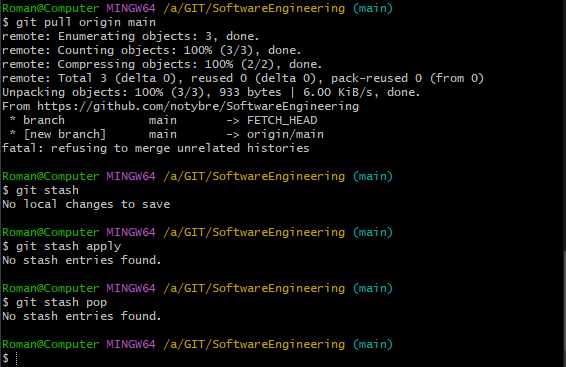 Roman@Computer MINGW64 /a/GIT/SoftwareEngineering (main)
$ git pull origin main
remote: Enumerating objects: 3, done.
remote: Counting objects: 100% (3/3), done.
remote: Compressing objects: 100% (2/2), done.
remote: Total 3 (delta 0), reused 0 (delta 0), pack-reused 0 (from 0)
Unpacking objects: 100% (3/3), 933 bytes | 6.00 KiB/s, done.
From https://github.com/notybre/SoftwareEngineering
 * branch            main       -> FETCH_HEAD
 * [new branch]      main       -> origin/main
fatal: refusing to merge unrelated histories
Roman@Computer MINGW64 /a/GIT/SoftwareEngineering (main)
$ git stash
No local changes to save
Roman@Computer MINGW64 /a/GIT/SoftwareEngineering (main)
$ git stash apply
No stash entries found.
Roman@Computer MINGW64 /a/GIT/SoftwareEngineering (main)
$ git stash pop
No stash entries found.
Roman@Computer MINGW64 /a/GIT/SoftwareEngineering (main)
$